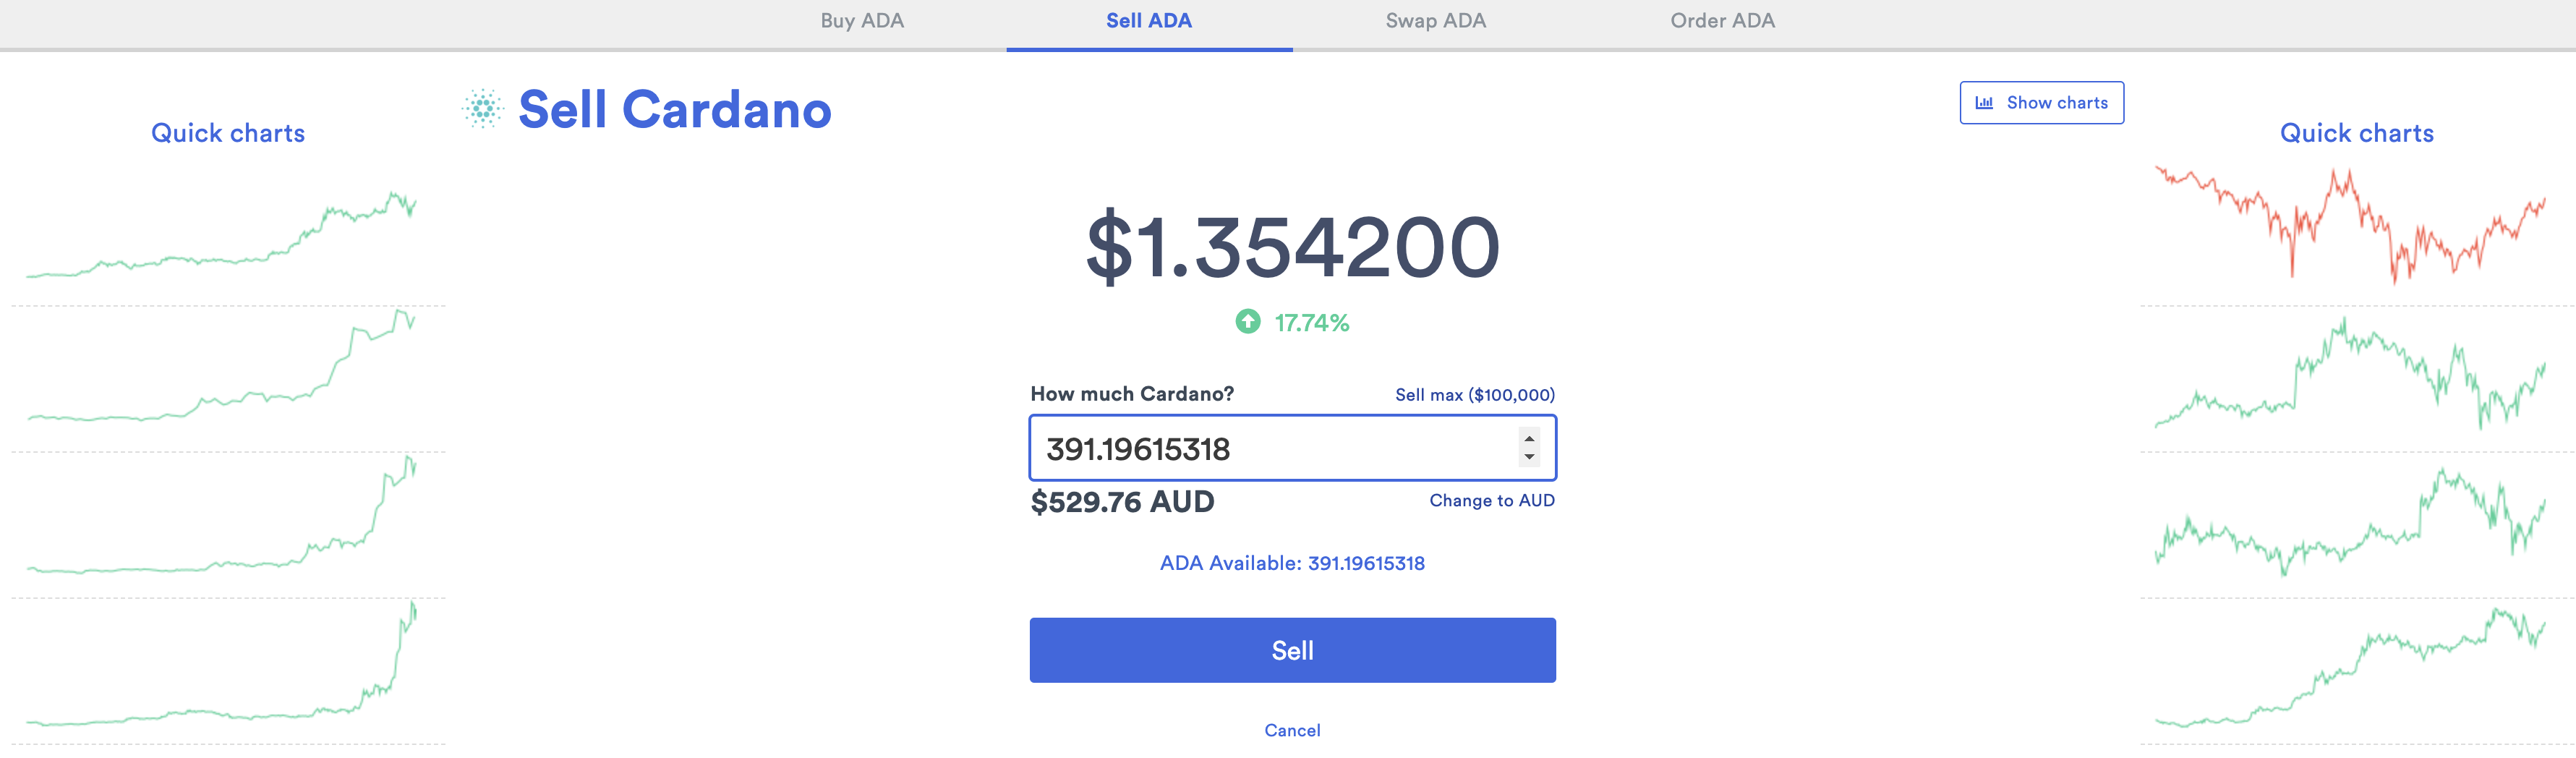 Buy ADA
Sell ADA
Swap ADA
Order ADA
Quick charts
Sell Cardano
Show charts
Quick charts
$1.354200
17.74%
How much Cardano?
Sell max ($100,000)
391.19615318
$529.76 AUD
Change to AUD
ADA Available: 391.19615318
Sell
Cancel